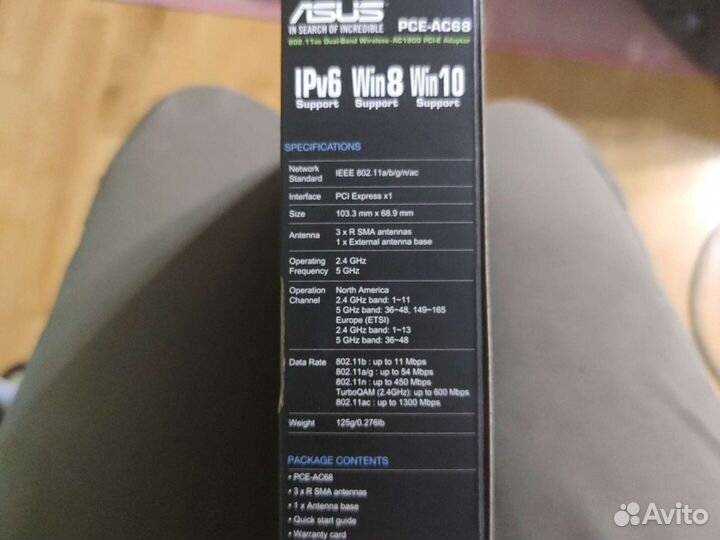 ASUS
IN SEARCH OF INCREDIBLE
PCE-AC68
802.11ac Dual-Band Wireless-AC1900 PCI-E Adapter
IPv6 Support
Win8 Support
Win10 Support
SPECIFICATIONS
Network Standard IEEE 802.11a/b/g/n/ac
Interface PCI Express x1
Size 103.3 mm x 68.9 mm
Antenna 3 x R SMA antennas
1 x External antenna base
Operating Frequency 2.4 GHz
5 GHz
Operation Channel North America
2.4 GHz band: 1~11
5 GHz band: 36~48, 149~165
Europe (ETSI)
2.4 GHz band: 1~13
5 GHz band: 36~48
Data Rate 802.11b : up to 11 Mbps
802.11a/g : up to 54 Mbps
802.11n : up to 450 Mbps
TurboQAM (2.4GHz): up to 600 Mbps
802.11ac : up to 1300 Mbps
Weight 125g/0.276lb
PACKAGE CONTENTS
• PCE-AC68
• 3 x R SMA antennas
• 1 x Antenna base
• Quick start guide
• Warranty card
Avito